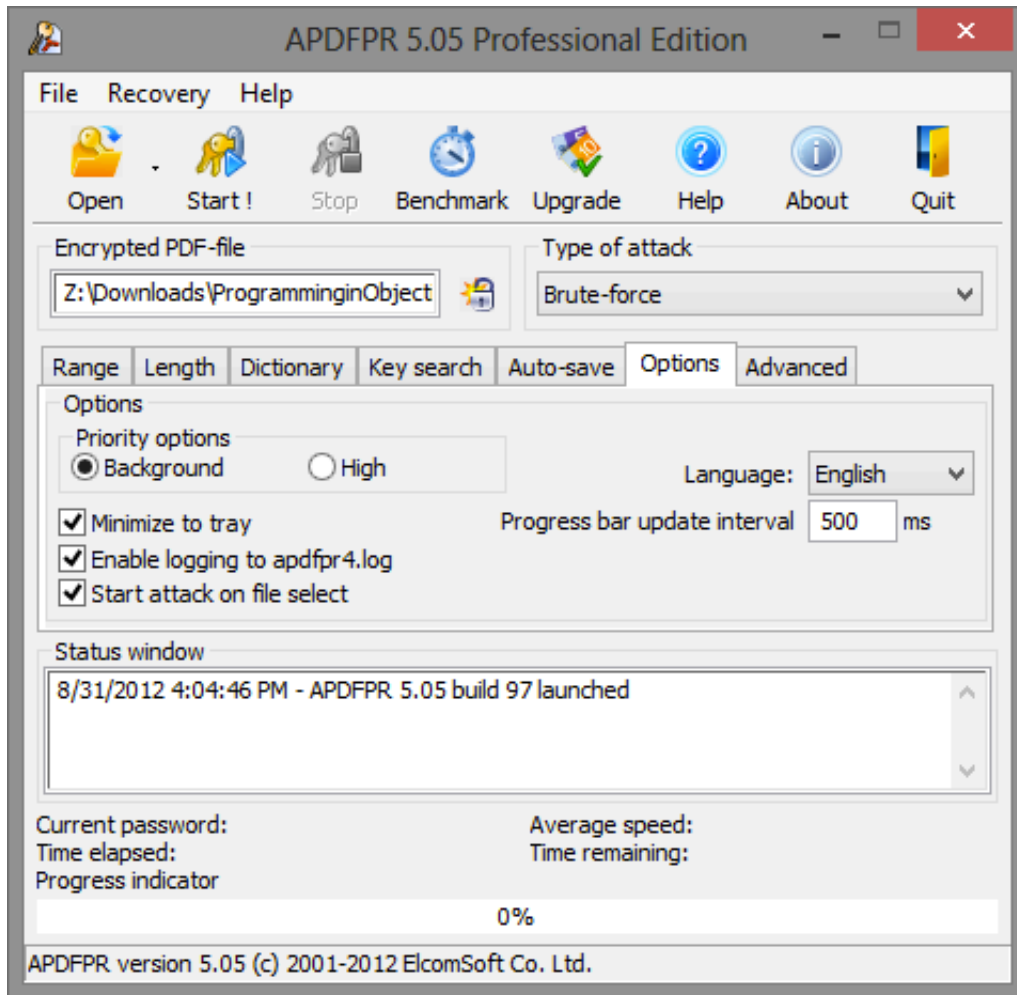 APDFPR 5.05 Professional Edition
File Recovery Help
Open Start ! Stop Benchmark Upgrade Help About Quit
Encrypted PDF-file
Z:\Downloads\ProgramminginObject
Type of attack
Brute-force
Range Length Dictionary Key search Auto-save Options Advanced
Options
Priority options
Background High
Language: English
Minimize to tray
Progress bar update interval 500 ms
Enable logging to apdfpr4.log
Start attack on file select
Status window
8/31/2012 4:04:46 PM - APDFPR 5.05 build 97 launched
Current password:
Average speed:
Time elapsed:
Time remaining:
Progress indicator
0%
APDFPR version 5.05 (c) 2001-2012 ElcomSoft Co. Ltd.